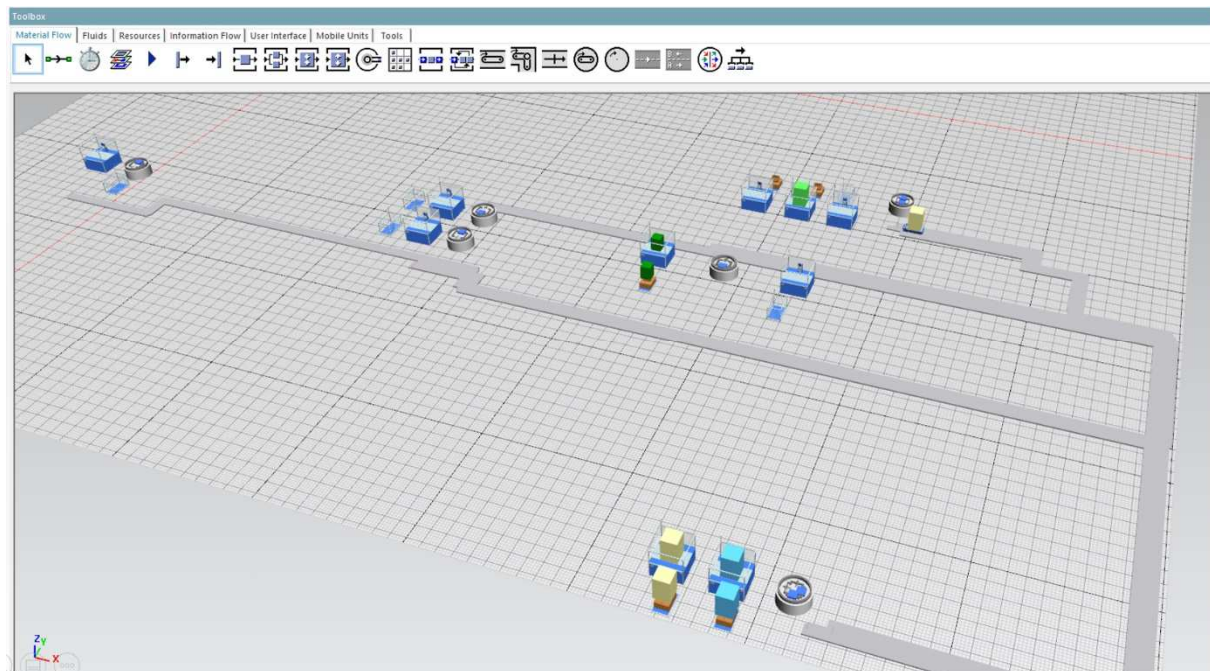 Toolbox
Material Flow Fluids Resources Information Flow User Interface Mobile Units Tools
Z
Y
X